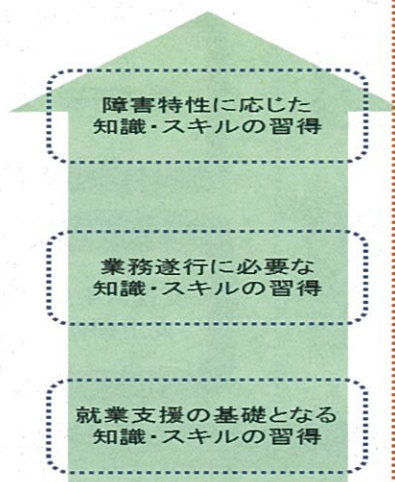 障害特性に応じた
知識・スキルの習得
業務遂行に必要な
知識・スキルの習得
就業支援の基礎となる
知識・スキルの習得